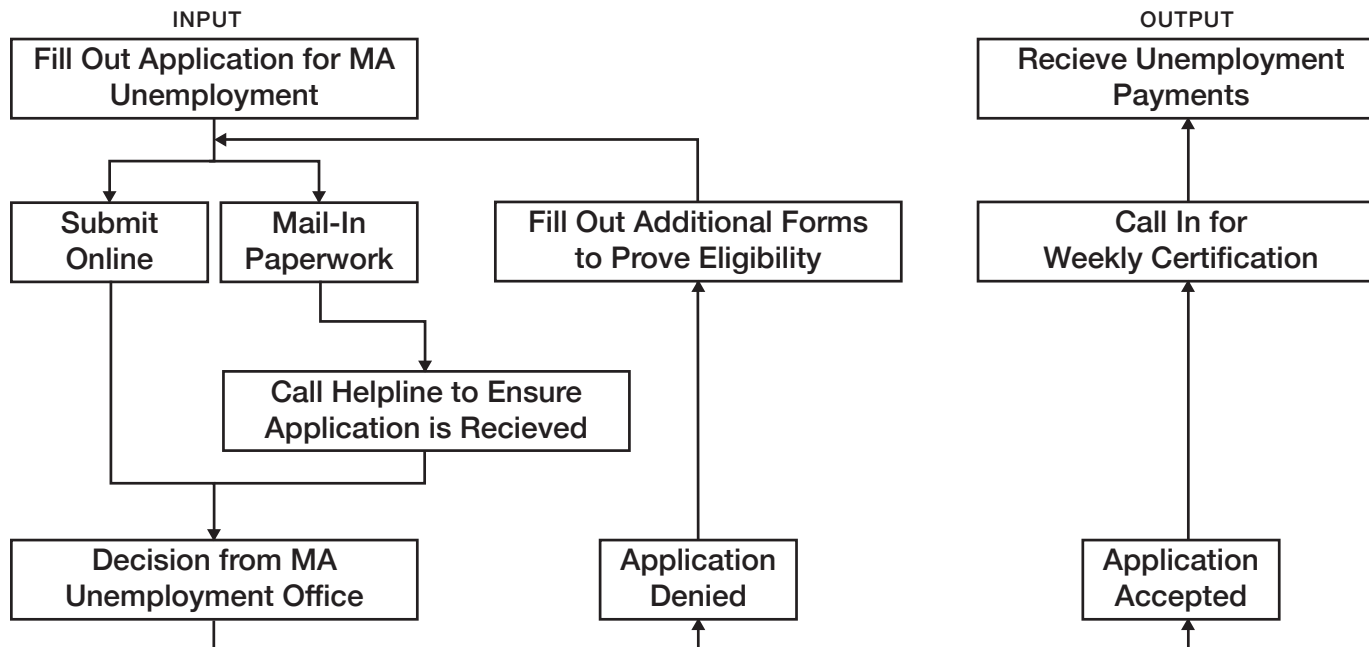 INPUT
Fill Out Application for MA
Unemployment
Submit
Online
Mail-In
Paperwork
Call Helpline to Ensure
Application is Recieved
Decision from MA
Unemployment Office
Fill Out Additional Forms
to Prove Eligibility
Application
Denied
OUTPUT
Recieve Unemployment
Payments
Call In for
Weekly Certification
Application
Accepted